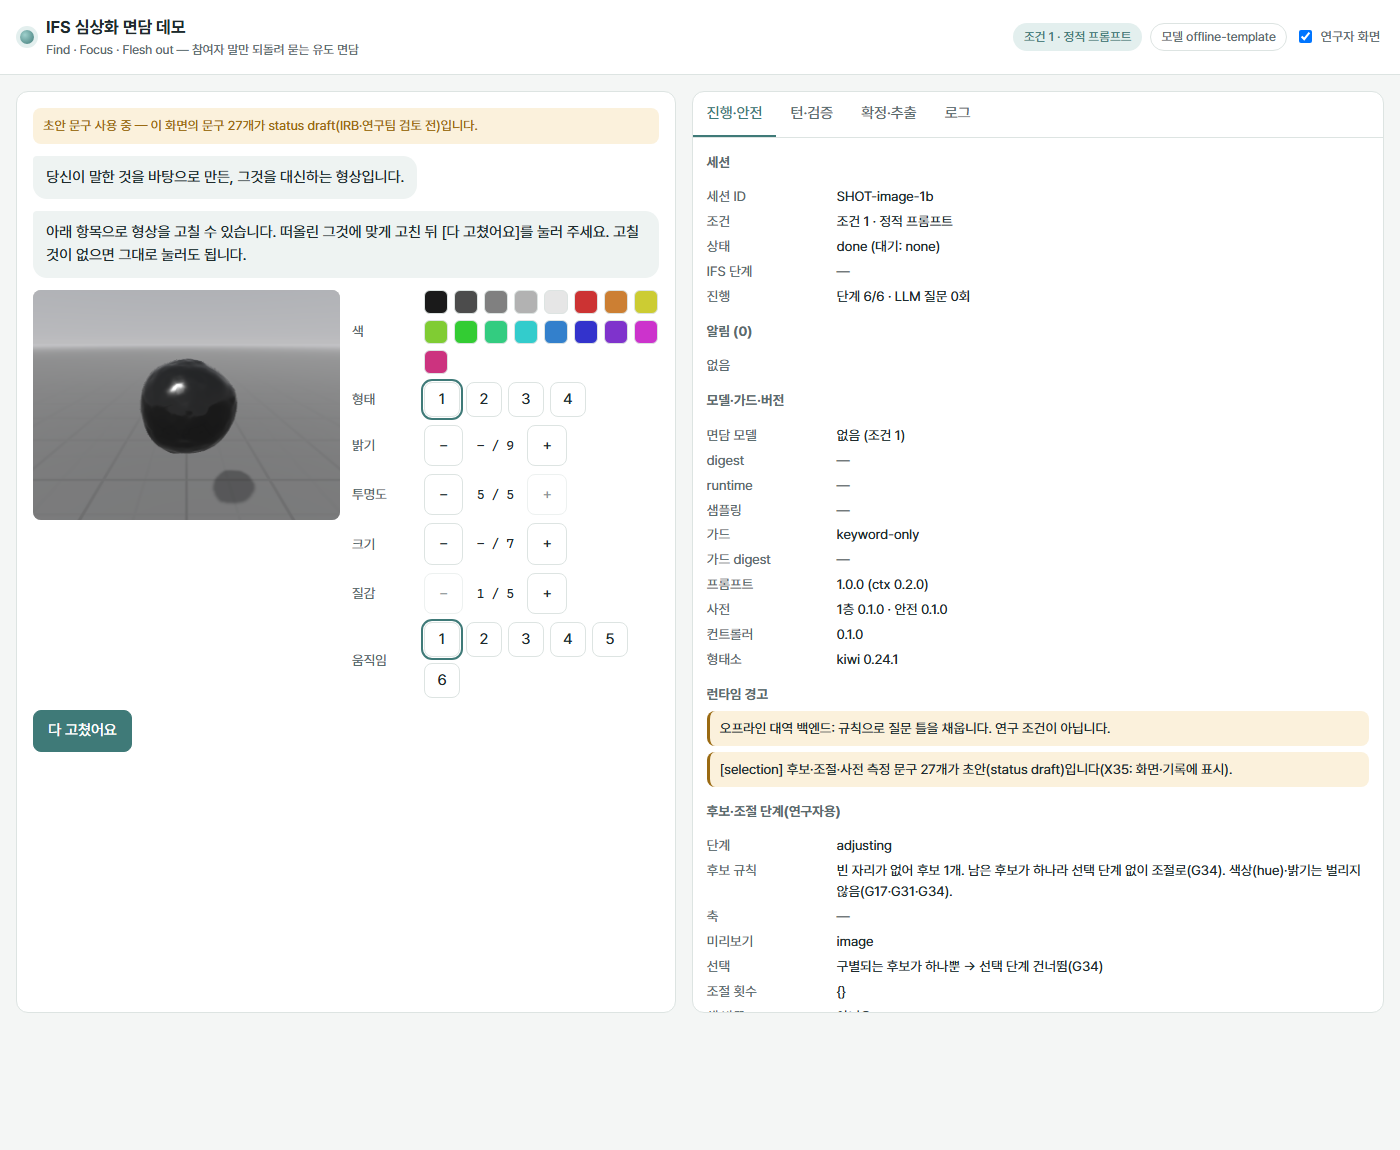 IFS 심상화 면담 데모
Find · Focus · Flesh out — 참여자 말만 되돌려 묻는 유도 면담
조건 1 · 정적 프롬프트
모델 offline-template
연구자 화면
초안 문구 사용 중 — 이 화면의 문구 27개가 status draft(IRB·연구팀 검토 전)입니다.
당신이 말한 것을 바탕으로 만든, 그것을 대신하는 형상입니다.
아래 항목으로 형상을 고칠 수 있습니다. 떠올린 그것에 맞게 고친 뒤 [다 고쳤어요]를 눌러 주세요. 고칠
것이 없으면 그대로 눌러도 됩니다.
색
형태 1 2 3 4
밝기 − – / 9 +
투명도 − 5 / 5 +
크기 − – / 7 +
질감 − 1 / 5 +
움직임 1 2 3 4 5
6
다 고쳤어요
진행·안전 턴·검증 확정·추출 로그
세션
세션 ID SHOT-image-1b
조건 조건 1 · 정적 프롬프트
상태 done (대기: none)
IFS 단계 —
진행 단계 6/6 · LLM 질문 0회
알림 (0)
없음
모델·가드·버전
면담 모델 없음 (조건 1)
digest —
runtime —
샘플링 —
가드 keyword-only
가드 digest —
프롬프트 1.0.0 (ctx 0.2.0)
사전 1층 0.1.0 · 안전 0.1.0
컨트롤러 0.1.0
형태소 kiwi 0.24.1
런타임 경고
오프라인 대역 백엔드: 규칙으로 질문 틀을 채웁니다. 연구 조건이 아닙니다.
[selection] 후보·조절·사전 측정 문구 27개가 초안(status draft)입니다(X35: 화면·기록에 표시).
후보·조절 단계(연구자용)
단계 adjusting
후보 규칙 빈 자리가 없어 후보 1개. 남은 후보가 하나라 선택 단계 없이 조절로(G34). 색상(hue)·밝기는 벌리지
않음(G17·G31·G34).
축 —
미리보기 image
선택 구별되는 후보가 하나뿐 → 선택 단계 건너뜀(G34)
조절 횟수 {}